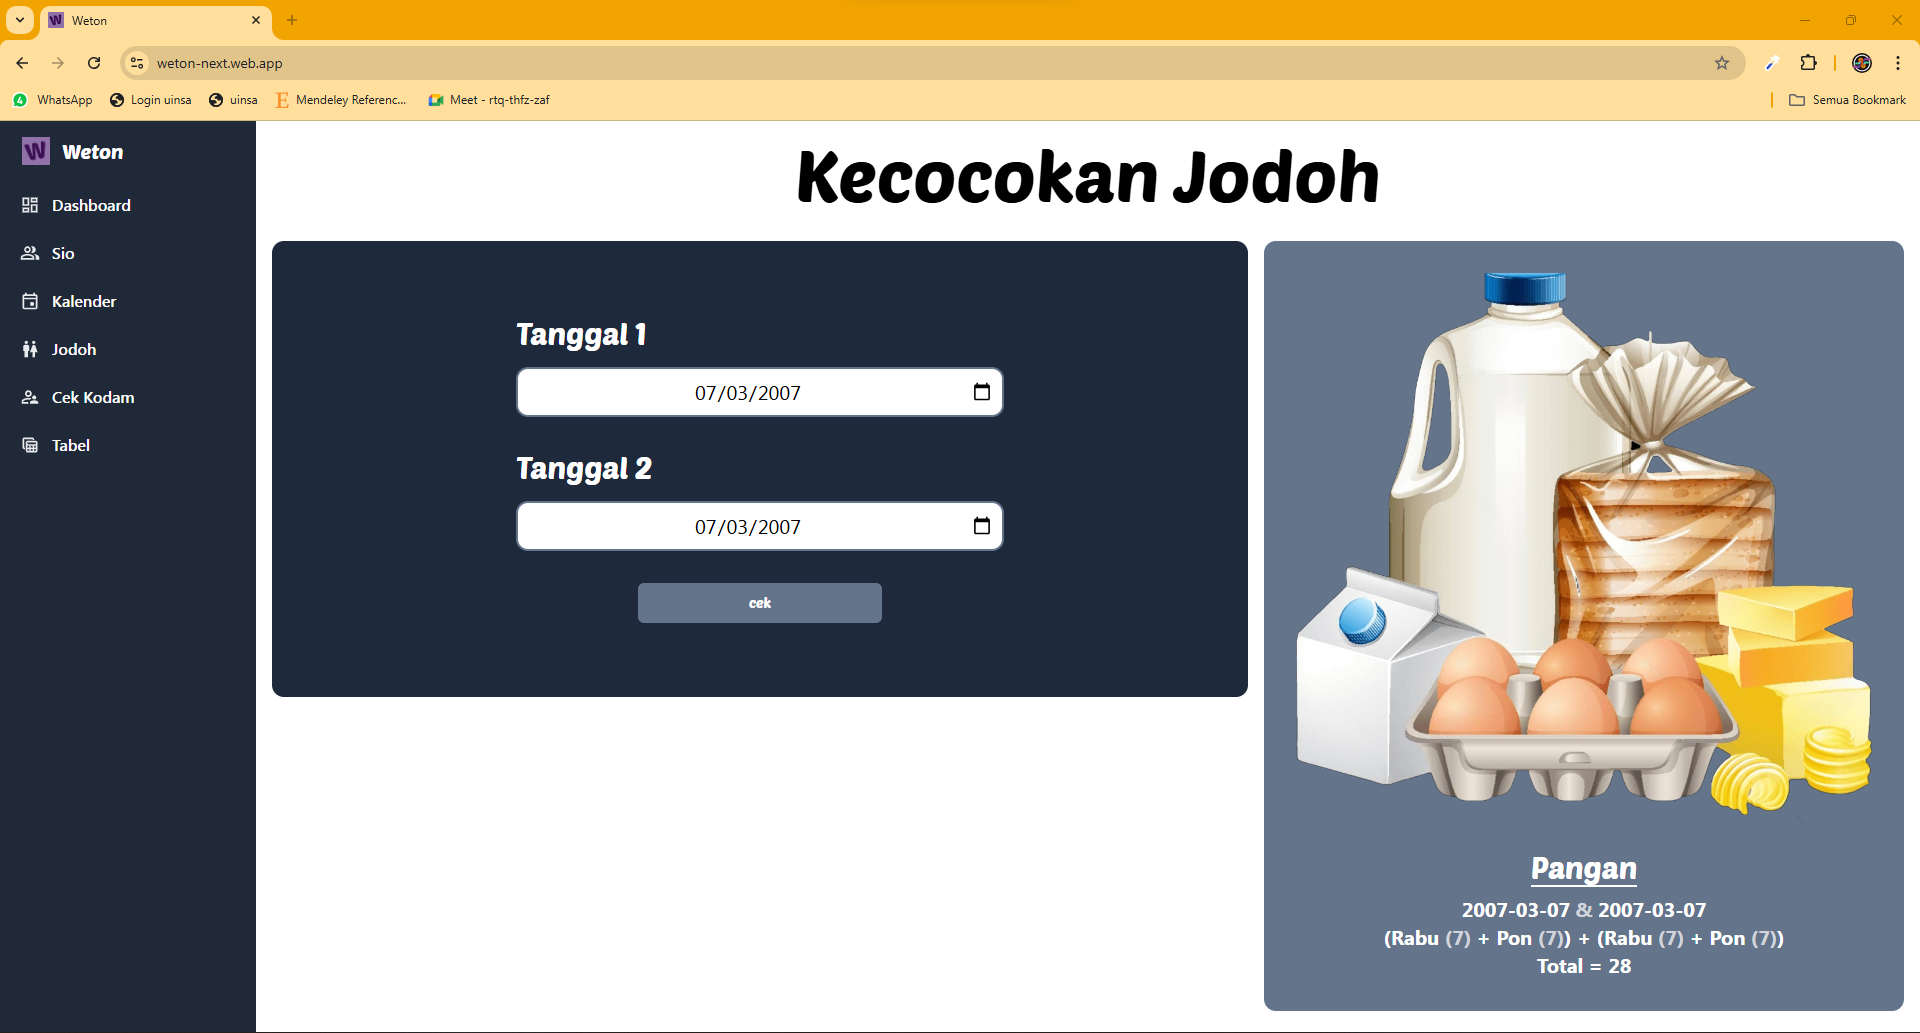 Weton
weton-next.web.app
WhatsApp
Login uinsa
uinsa
Mendeley Referenc...
Meet - rtq-thfz-zaf
Semua Bookmark
W Weton
Dashboard
Sio
Kalender
Jodoh
Cek Kodam
Tabel
Kecocokan Jodoh
Tanggal 1
07/03/2007
Tanggal 2
07/03/2007
cek
Pangan
2007-03-07 & 2007-03-07
(Rabu (7) + Pon (7)) + (Rabu (7) + Pon (7))
Total = 28